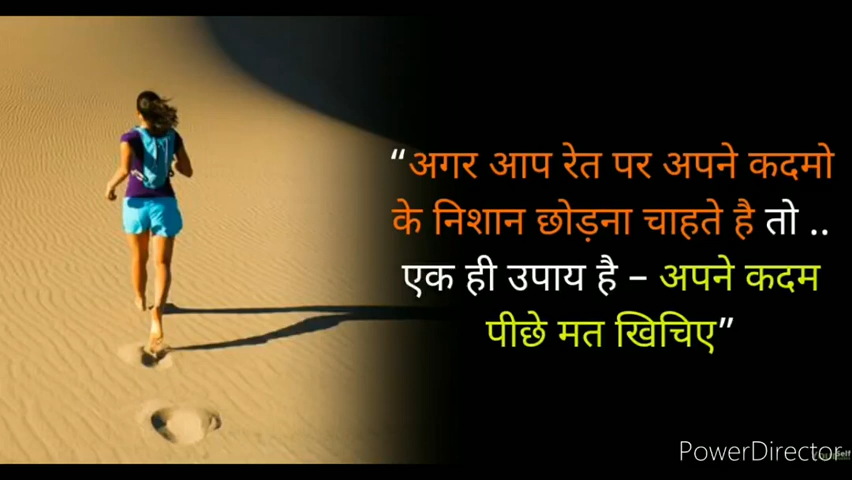 “अगर आप रेत पर अपने कदमो
के निशान छोड़ना चाहते है तो ..
एक ही उपाय है – अपने कदम
पीछे मत खिचिए”
PowerDirector